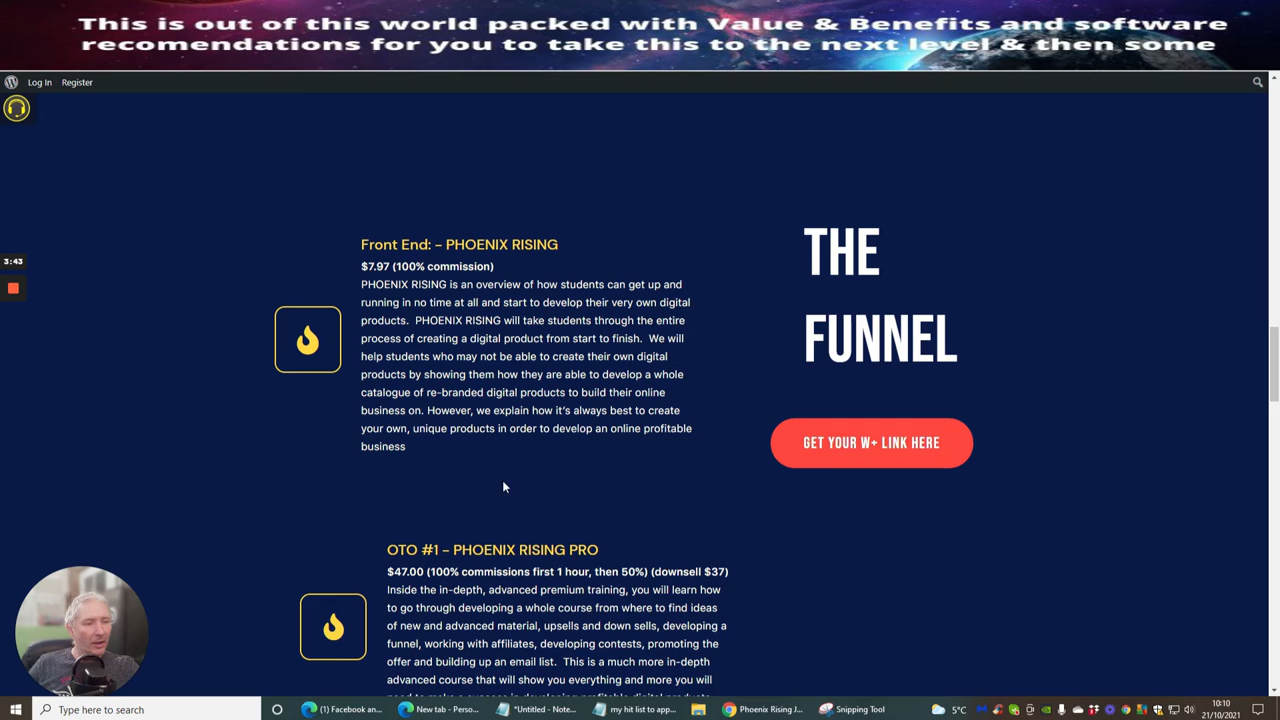 This is out of this world packed with Value & Benefits and software
recomendations for you to take this to the next level & then some
Log In Register
3:43
Front End: – PHOENIX RISING
$7.97 (100% commission)
PHOENIX RISING is an overview of how students can get up and
running in no time at all and start to develop their very own digital
products.  PHOENIX RISING will take students through the entire
process of creating a digital product from start to finish.  We will
help students who may not be able to create their own digital
products by showing them how they are able to develop a whole
catalogue of re-branded digital products to build their online
business on. However, we explain how it's always best to create
your own, unique products in order to develop an online profitable
business
THE
FUNNEL
GET YOUR W+ LINK HERE
OTO #1 – PHOENIX RISING PRO
$47.00 (100% commissions first 1 hour, then 50%) (downsell $37)
Inside the in-depth, advanced premium training, you will learn how
to go through developing a whole course from where to find ideas
of new and advanced material, upsells and down sells, developing a
funnel, working with affiliates, developing contests, promoting the
offer and building up an email list.  This is a much more in-depth
advanced course that will show you everything and more you will
need to make a success in developing profitable digital products
Type here to search
(1) Facebook an...
New tab - Perso...
*Untitled - Note...
my hit list to app...
Phoenix Rising J...
Snipping Tool
5°C
10:10
21/10/2021